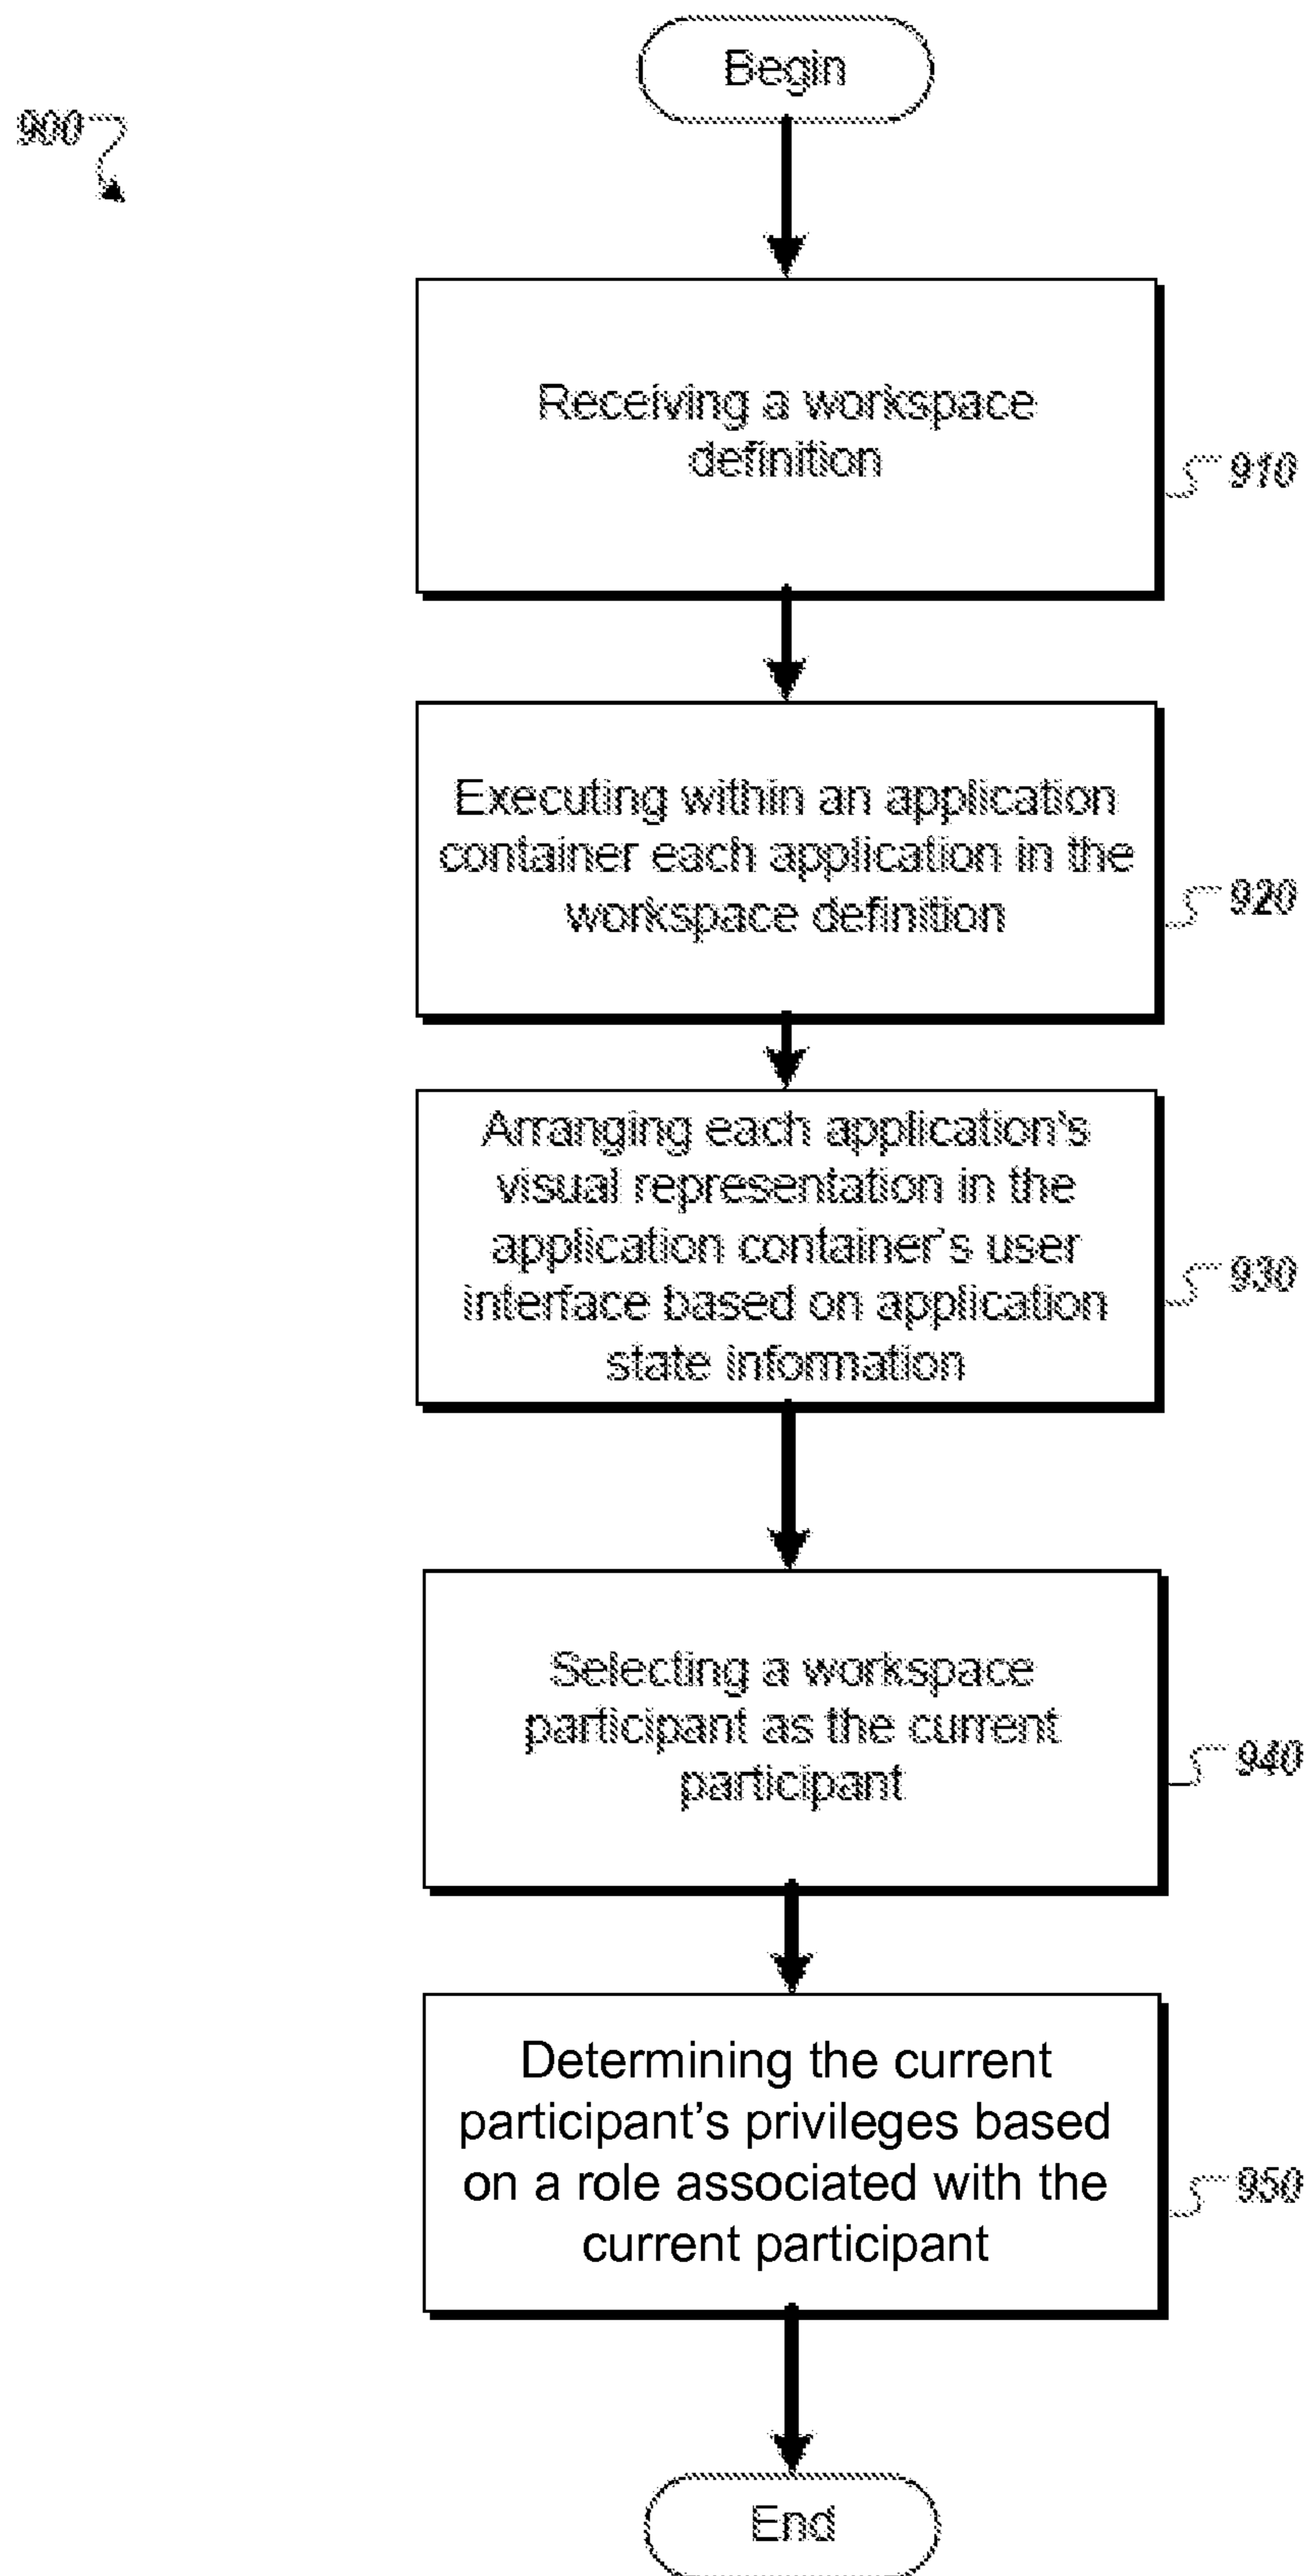 Begin
900
Receiving a workspace
definition
910
Executing within an application
container each application in the
workspace definition
920
Arranging each application's
visual representation in the
application container's user
interface based on application
state information
930
Selecting a workspace
participant as the current
participant
940
Determining the current
participant’s privileges based
on a role associated with the
current participant
950
End